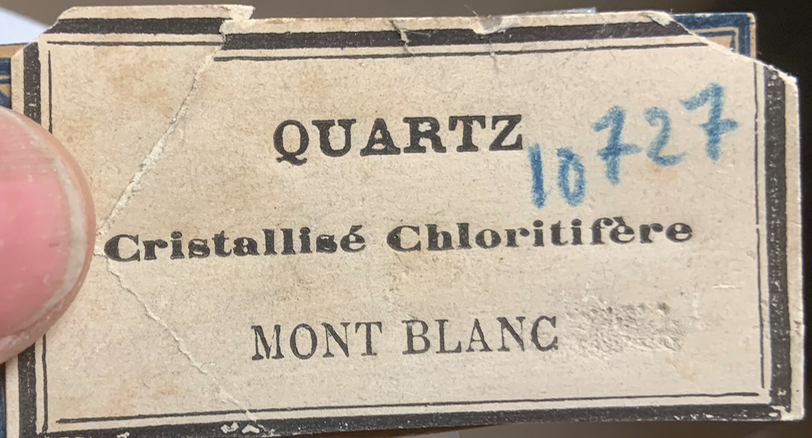 QUARTZ
10727
Cristallisé Chloritifère
MONT BLANC